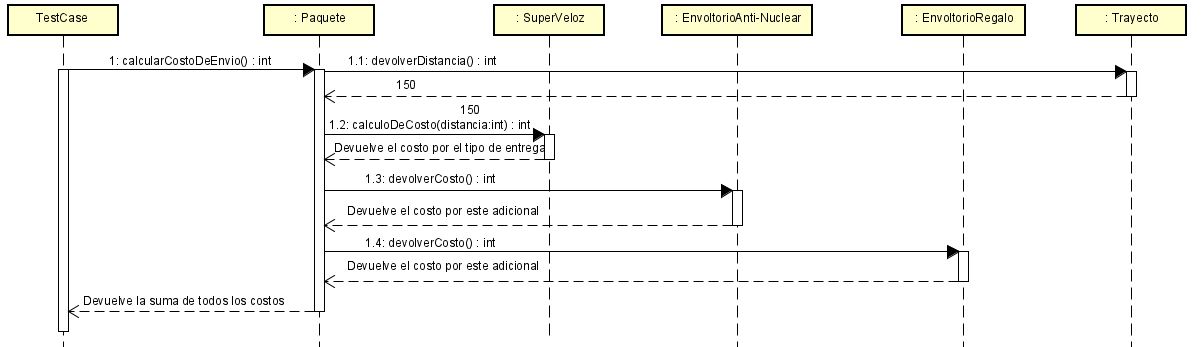 TestCase
: Paquete
: SuperVeloz
: EnvoltorioAnti-Nuclear
: EnvoltorioRegalo
: Trayecto
1: calcularCostoDeEnvio() : int
1.1: devolverDistancia() : int
150
150
1.2: calculoDeCosto(distancia:int) : int
Devuelve el costo por el tipo de entrega
1.3: devolverCosto() : int
Devuelve el costo por este adicional
1.4: devolverCosto() : int
Devuelve el costo por este adicional
Devuelve la suma de todos los costos